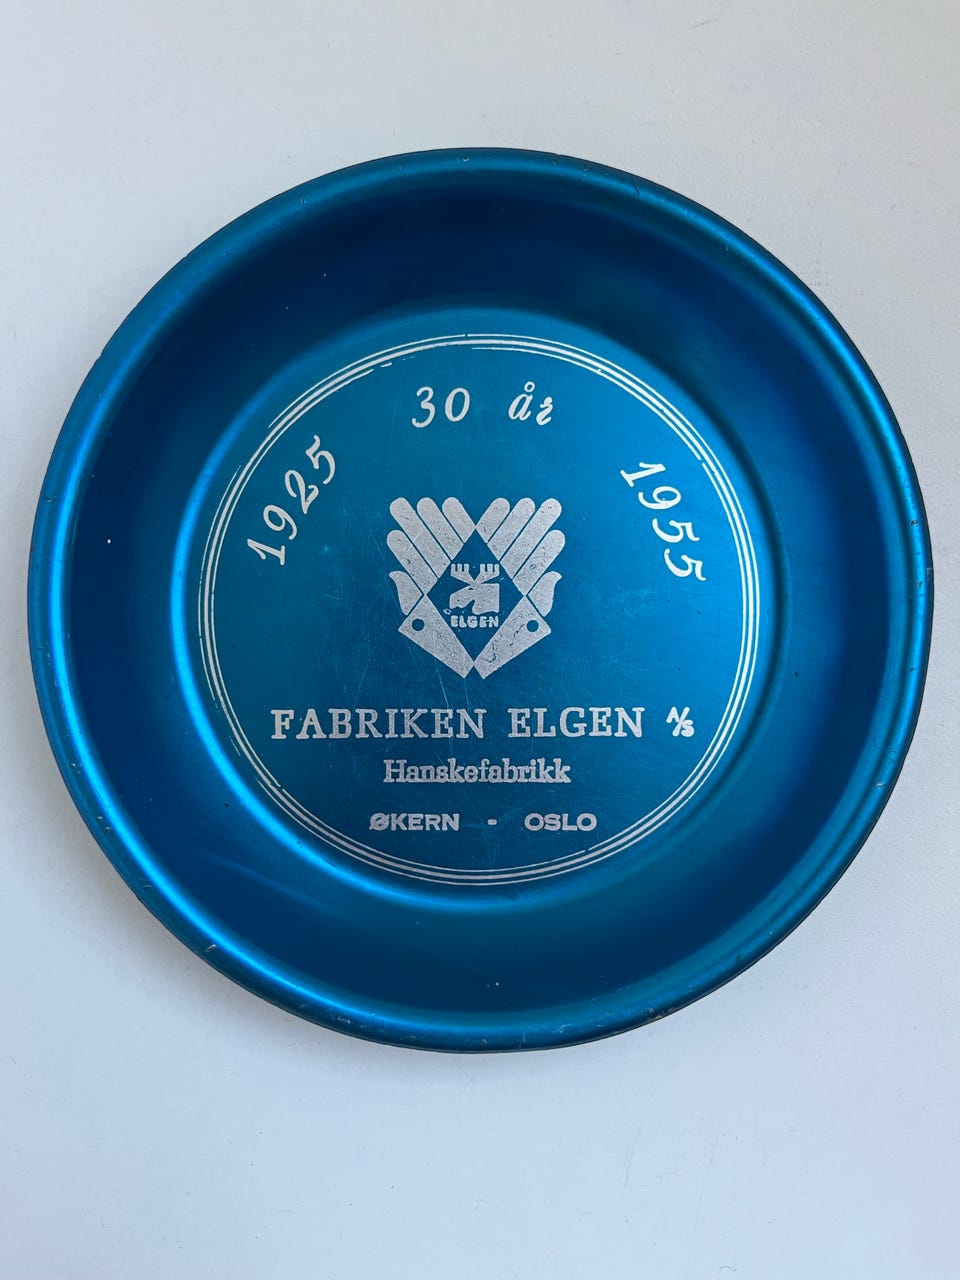 30 år
1925
1955
ELGEN
FABRIKEN ELGEN A/S
Hanskefabrikk
ØKERN - OSLO